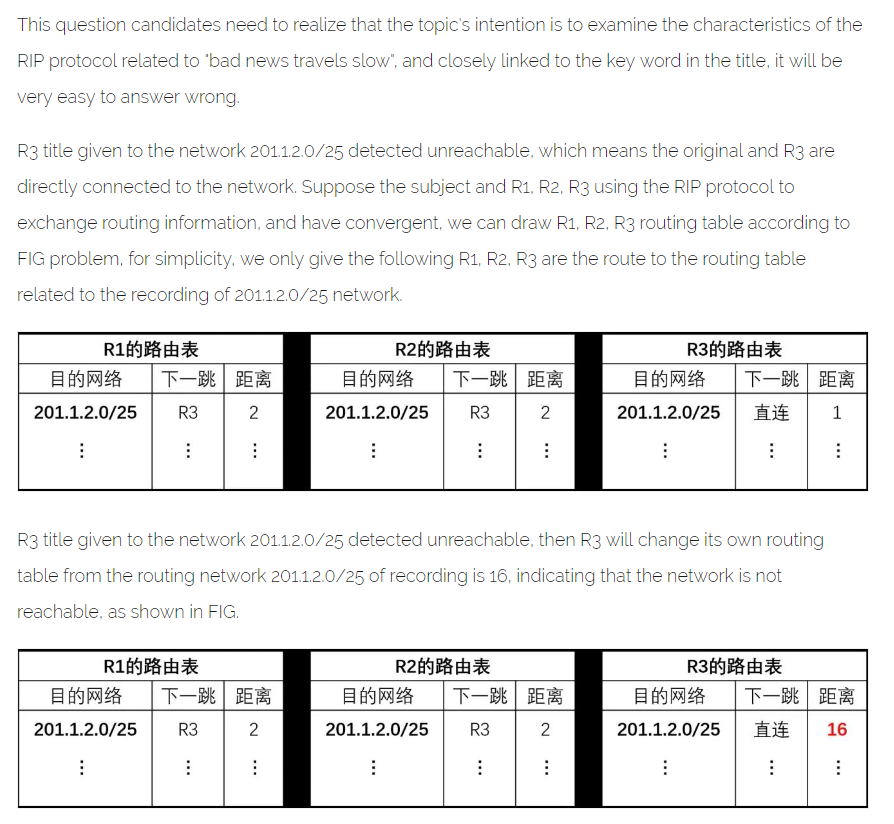 This question candidates need to realize that the topic's intention is to examine the characteristics of the
RIP protocol related to "bad news travels slow", and closely linked to the key word in the title, it will be
very easy to answer wrong.
R3 title given to the network 201.1.2.0/25 detected unreachable, which means the original and R3 are
directly connected to the network. Suppose the subject and R1, R2, R3 using the RIP protocol to
exchange routing information, and have convergent, we can draw R1, R2, R3 routing table according to
FIG problem, for simplicity, we only give the following R1, R2, R3 are the route to the routing table
related to the recording of 201.1.2.0/25 network.
R1的路由表 R2的路由表 R3的路由表
目的网络 下一跳 距离 目的网络 下一跳 距离 目的网络 下一跳 距离
201.1.2.0/25 R3 2 201.1.2.0/25 R3 2 201.1.2.0/25 直连 1
⋮ ⋮ ⋮ ⋮ ⋮ ⋮ ⋮ ⋮ ⋮
R3 title given to the network 201.1.2.0/25 detected unreachable, then R3 will change its own routing
table from the routing network 201.1.2.0/25 of recording is 16, indicating that the network is not
reachable, as shown in FIG.
R1的路由表 R2的路由表 R3的路由表
目的网络 下一跳 距离 目的网络 下一跳 距离 目的网络 下一跳 距离
201.1.2.0/25 R3 2 201.1.2.0/25 R3 2 201.1.2.0/25 直连 16
⋮ ⋮ ⋮ ⋮ ⋮ ⋮ ⋮ ⋮ ⋮